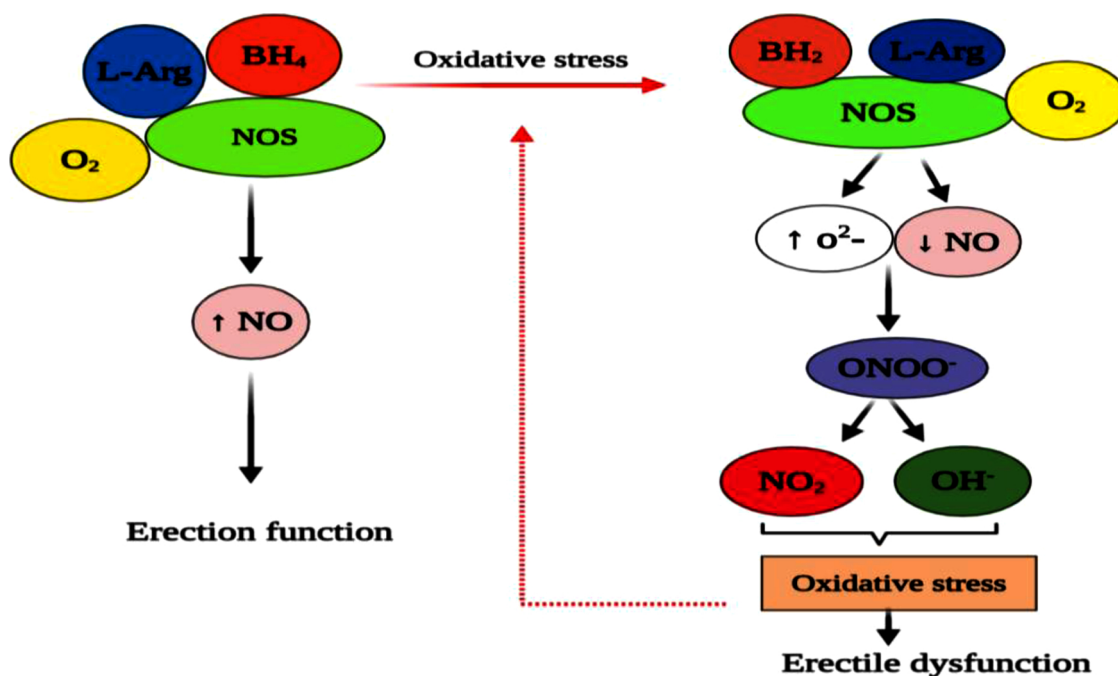 L-Arg
BH₄
O₂
NOS
↑ NO
Erection function
Oxidative stress
BH₂
L-Arg
NOS
O₂
↑ o²-
↓ NO
ONOO⁻
NO₂
OH⁻
Oxidative stress
Erectile dysfunction